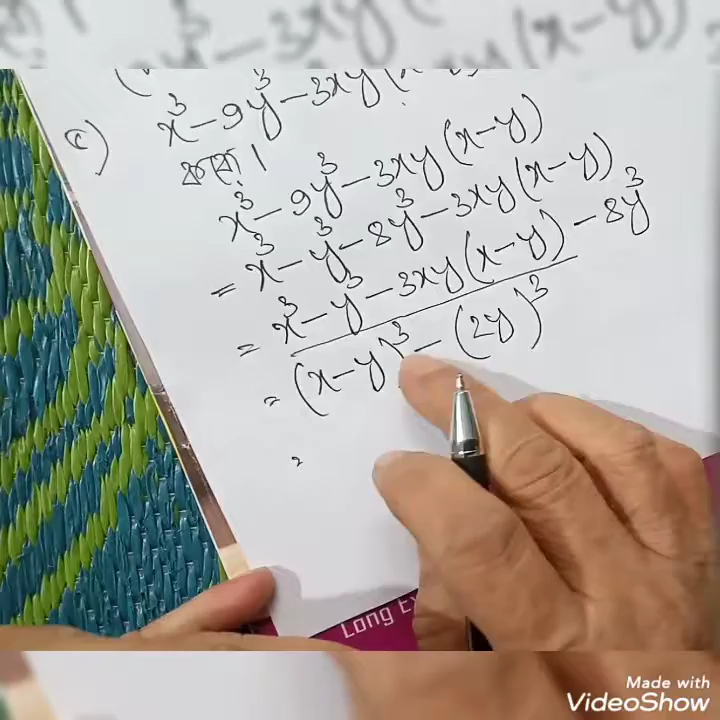 c) x³ - 9y³ - 3xy(x-y)
x³ - 9y³ - 3xy(x-y)
= x³ - y³ - 8y³ - 3xy(x-y)
= x³ - y³ - 3xy(x-y) - 8y³
= (x-y)³ - (2y)³
=
Long
Made with
VideoShow